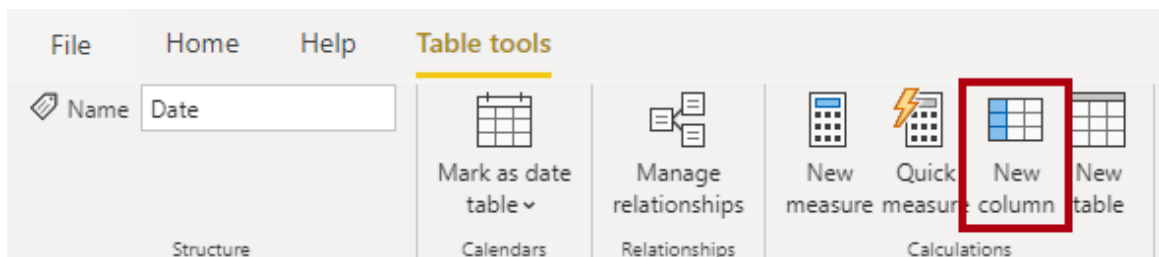 File Home Help Table tools
Name Date
Mark as date
table
Manage
relationships
New
measure
Quick
measure
New
column
New
table
Structure Calendars Relationships Calculations